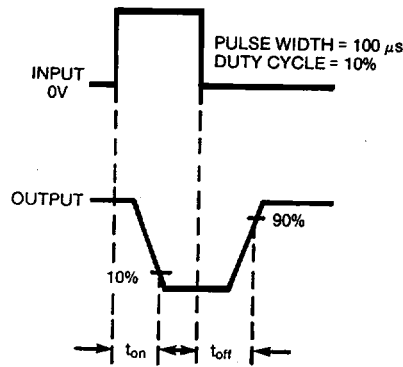 PULSE WIDTH = 100 μs
DUTY CYCLE = 10%
INPUT
0V
OUTPUT
90%
10%
ton
toff